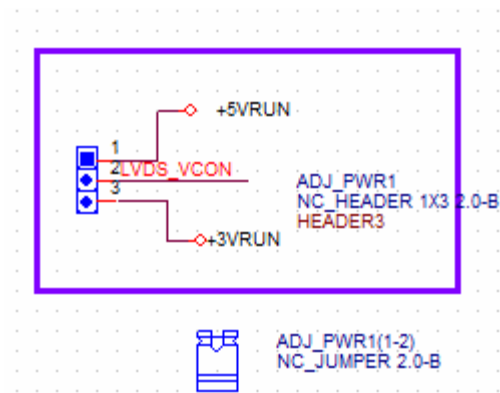 1
+5VRUN
2
LVDS_VCON
3
+3VRUN
ADJ_PWR1
NC_HEADER 1X3 2.0-B
HEADER3
ADJ_PWR1(1-2)
NC_JUMPER 2.0-B